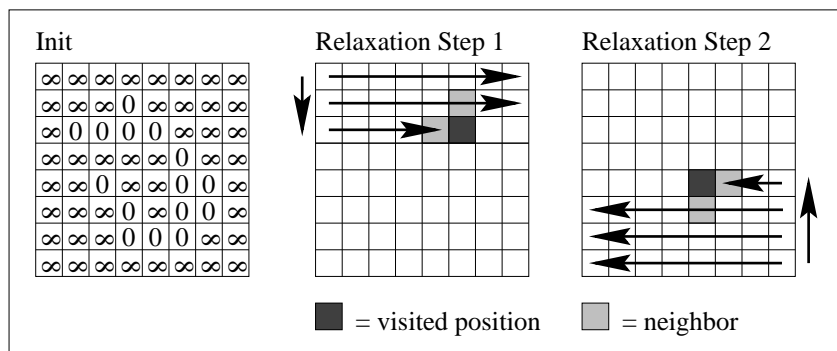 Init
∞ ∞ ∞ ∞ ∞ ∞ ∞ ∞
∞ ∞ ∞ 0 ∞ ∞ ∞ ∞
∞ 0 0 0 0 ∞ ∞ ∞
∞ ∞ ∞ ∞ ∞ 0 ∞ ∞
∞ ∞ 0 ∞ ∞ 0 0 ∞
∞ ∞ ∞ 0 ∞ 0 0 ∞
∞ ∞ ∞ 0 0 0 ∞ ∞
∞ ∞ ∞ ∞ ∞ ∞ ∞ ∞
Relaxation Step 1
Relaxation Step 2
= visited position
= neighbor